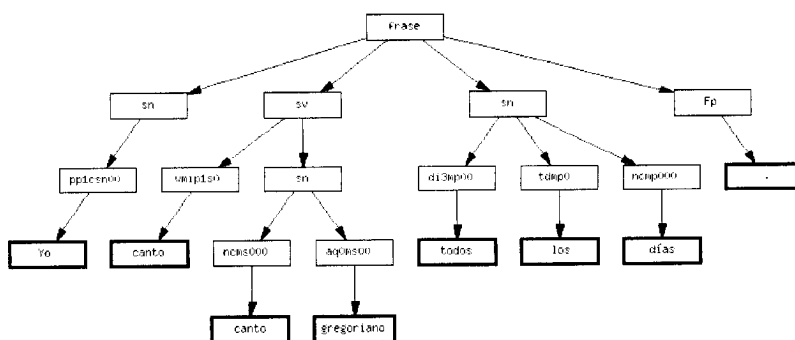 frase
sn sv sn Fp
pp1csn00 vmip1s0 sn di3mp00 tdmp0 ncmp000 .
Yo canto ncms000 aq0ms00 todos los días
canto gregoriano